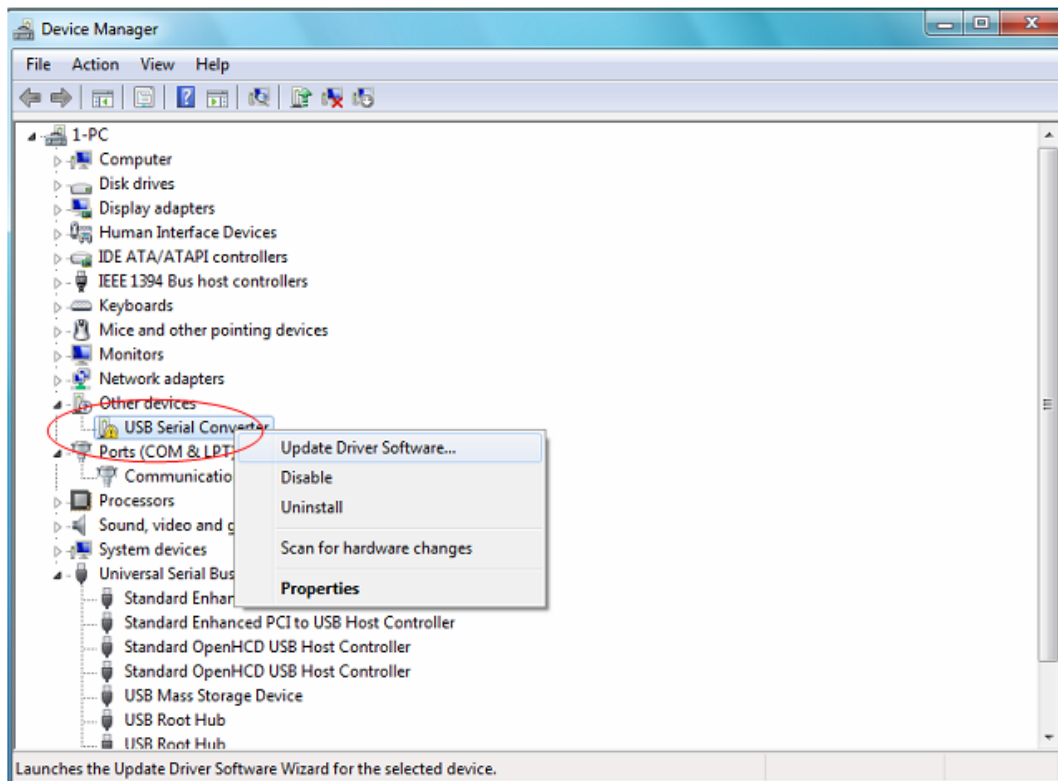 Device Manager
File Action View Help
1-PC
Computer
Disk drives
Display adapters
Human Interface Devices
IDE ATA/ATAPI controllers
IEEE 1394 Bus host controllers
Keyboards
Mice and other pointing devices
Monitors
Network adapters
Other devices
USB Serial Converter
Update Driver Software...
Ports (COM & LPT)
Communicatio
Disable
Processors
Uninstall
Sound, video and g
System devices
Scan for hardware changes
Universal Serial Bus
Properties
Standard Enhan
Standard Enhanced PCI to USB Host Controller
Standard OpenHCD USB Host Controller
Standard OpenHCD USB Host Controller
USB Mass Storage Device
USB Root Hub
USB Root Hub
Launches the Update Driver Software Wizard for the selected device.